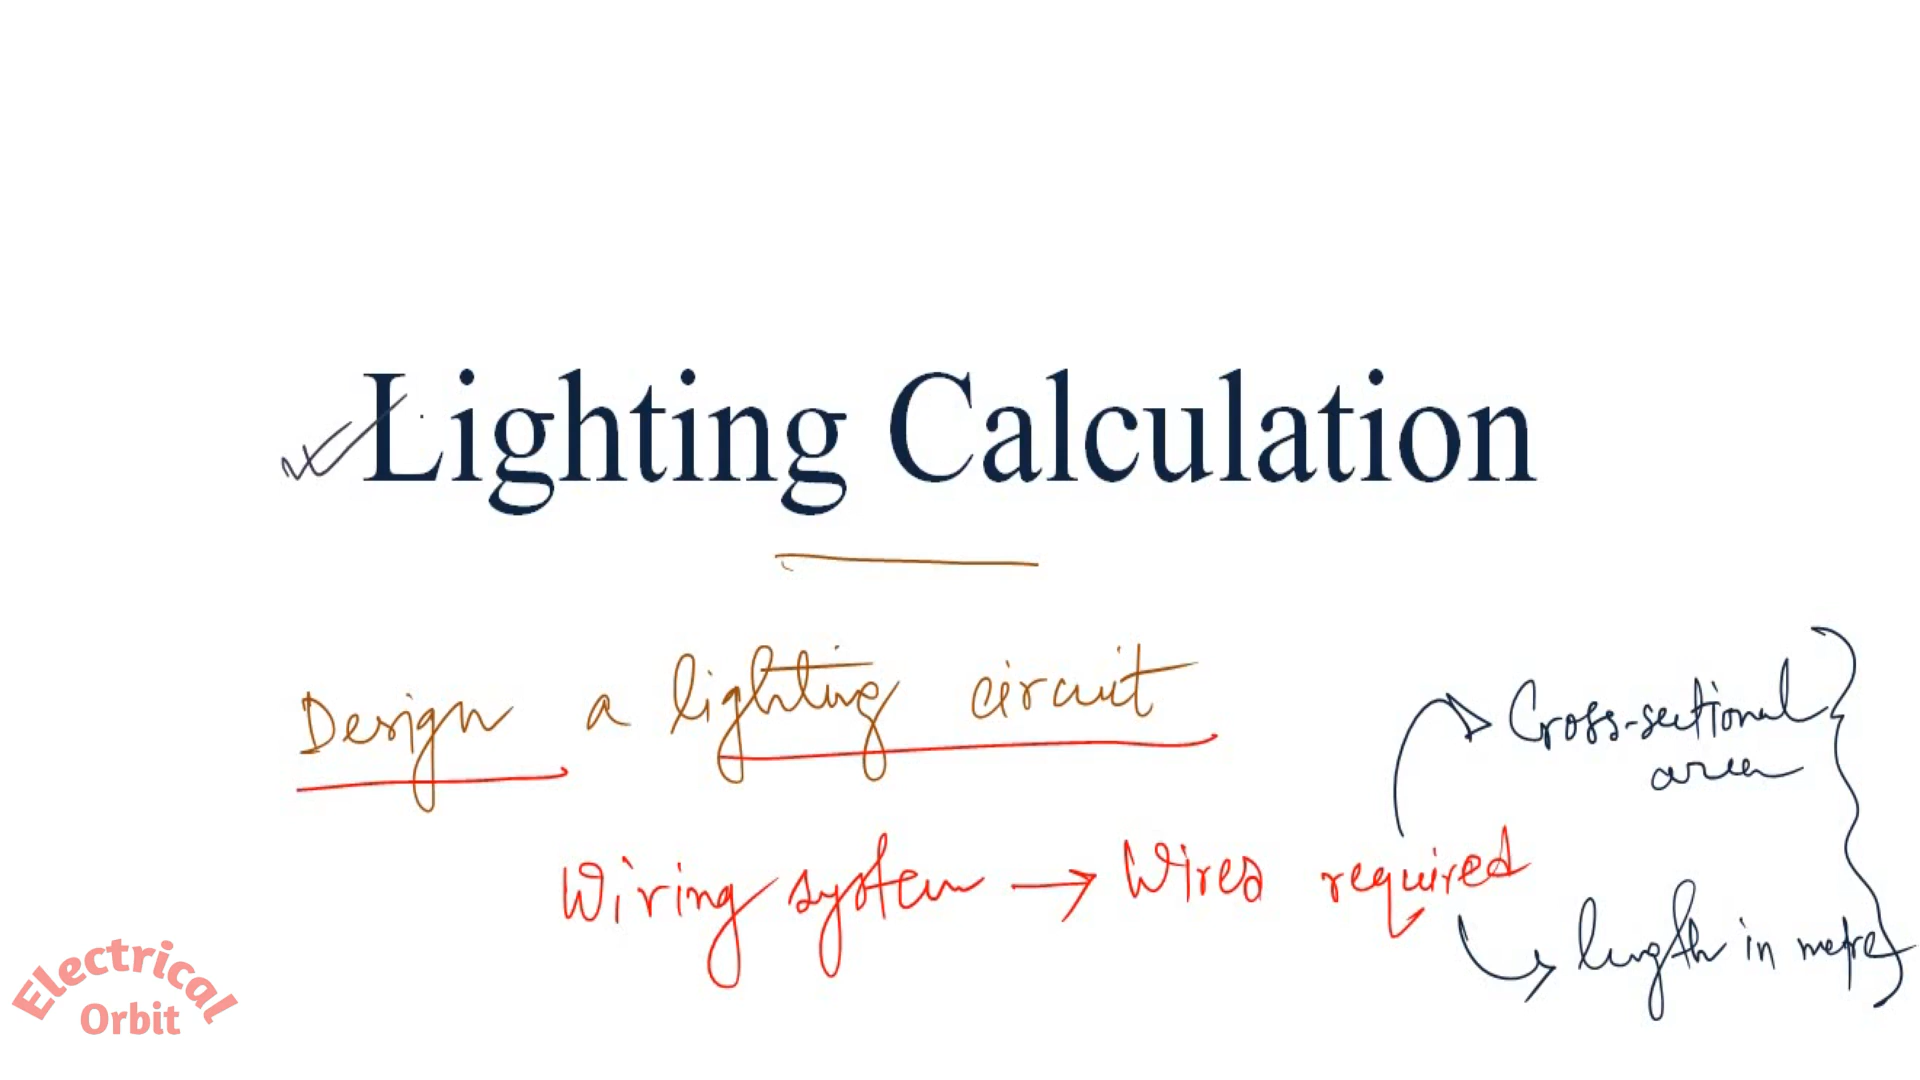 Lighting Calculation
Design a lighting circuit
Cross-sectional
area
Wiring system → Wires required
length in metre
Electrical
Orbit